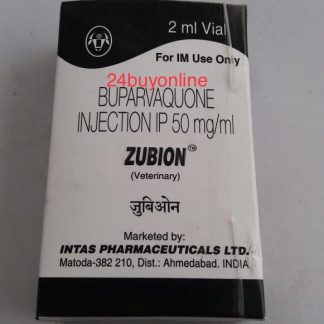 2 ml Vial
For IM Use Only
24buyonline
BUPARVAQUONE
INJECTION IP 50 mg/ml
ZUBION™
(Veterinary)
जुबिओन
Marketed by:
INTAS PHARMACEUTICALS LTD.
Matoda-382 210, Dist.: Ahmedabad. INDIA